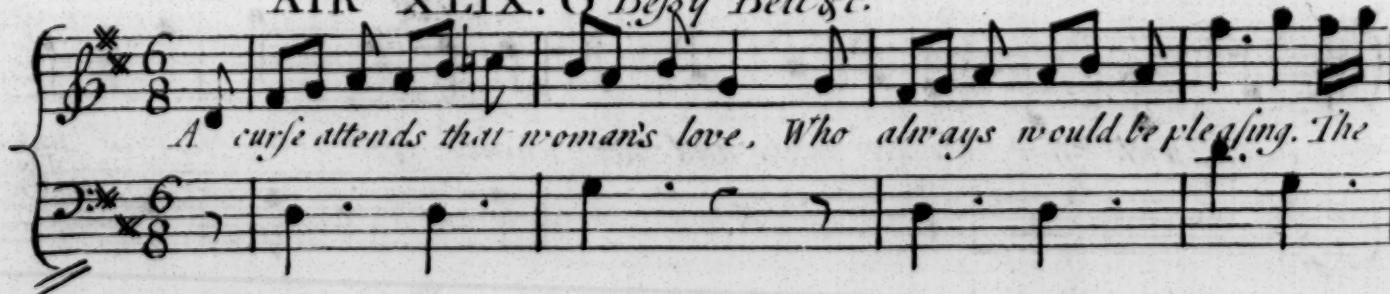 AIR XLIX. O Bessy Bell &c.
A curſe attends that woman's love, Who always would be pleaſing. The